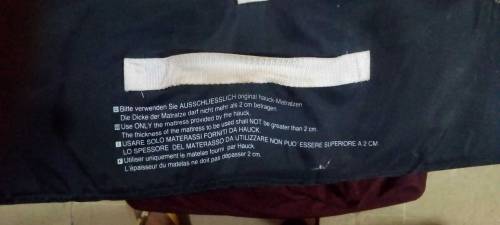 D Bitte verwenden Sie AUSSCHLIESSLICH original hauck-Matratzen
Die Dicke der Matratze darf nicht mehr als 2 cm betragen.
Use ONLY the mattress provided by the hauck.
The thickness of the mattress to be used shall NOT be greater than 2 cm.
I USARE SOLO MATERASSI FORNITI DA HAUCK.
LO SPESSORE DEL MATERASSO DA UTILIZZARE NON PUO' ESSERE SUPERIORE A 2 CM.
F Utiliser uniquement le matelas fourni par Hauck.
L'épaisseur du matelas ne doit pas dépasser 2 cm.